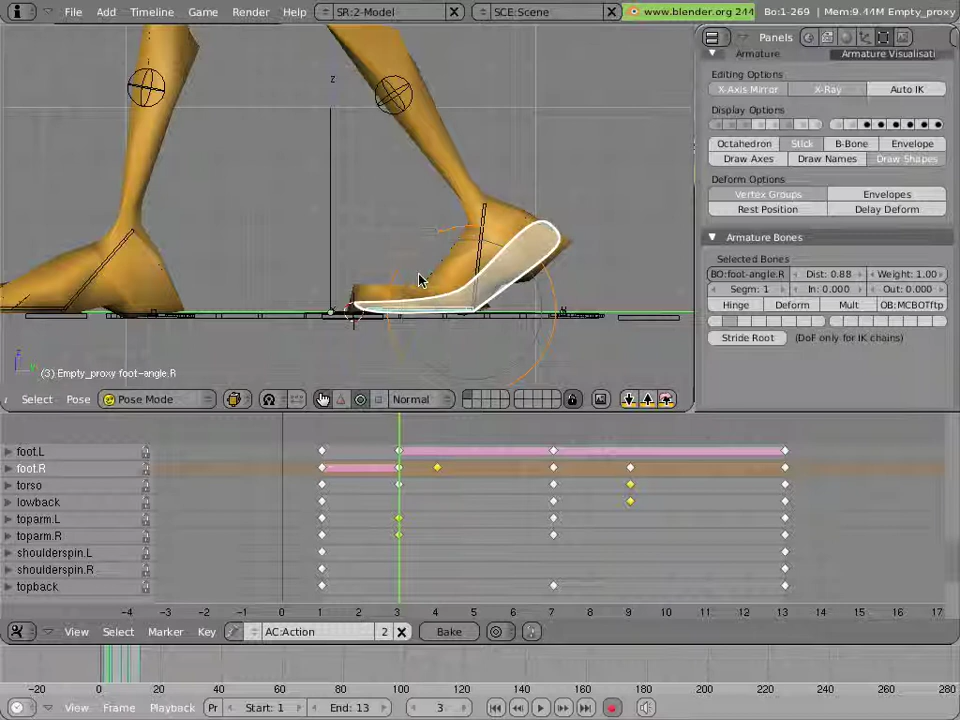 File Add Timeline Game Render Help SR:2-Model SCE:Scene www.blender.org 244 Bo:1-269 | Mem:9.44M Empty_proxy
Panels
Armature Armature Visualisati
Editing Options
X-Axis Mirror X-Ray Auto IK
Display Options
Octahedron Stick B-Bone Envelope
Draw Axes Draw Names Draw Shapes
Deform Options
Vertex Groups Envelopes
Rest Position Delay Deform
Armature Bones
Selected Bones
BO:foot-angle.R Dist: 0.88 Weight: 1.00
Segm: 1 In: 0.000 Out: 0.000
Hinge Deform Mult OB:MCBOTftp
Stride Root (DoF only for IK chains)
z
(3) Empty_proxy foot-angle.R
Select Pose Pose Mode Normal
foot.L
foot.R
torso
lowback
toparm.L
toparm.R
shoulderspin.L
shoulderspin.R
topback
-4 -3 -2 -1 0 1 2 3 4 5 6 7 8 9 10 11 12 13 14 15 16 17
View Select Marker Key AC:Action 2 Bake
-20 0 20 40 60 80 100 120 140 160 180 200 220 240 260 280
View Frame Playback Pr Start: 1 End: 13 3